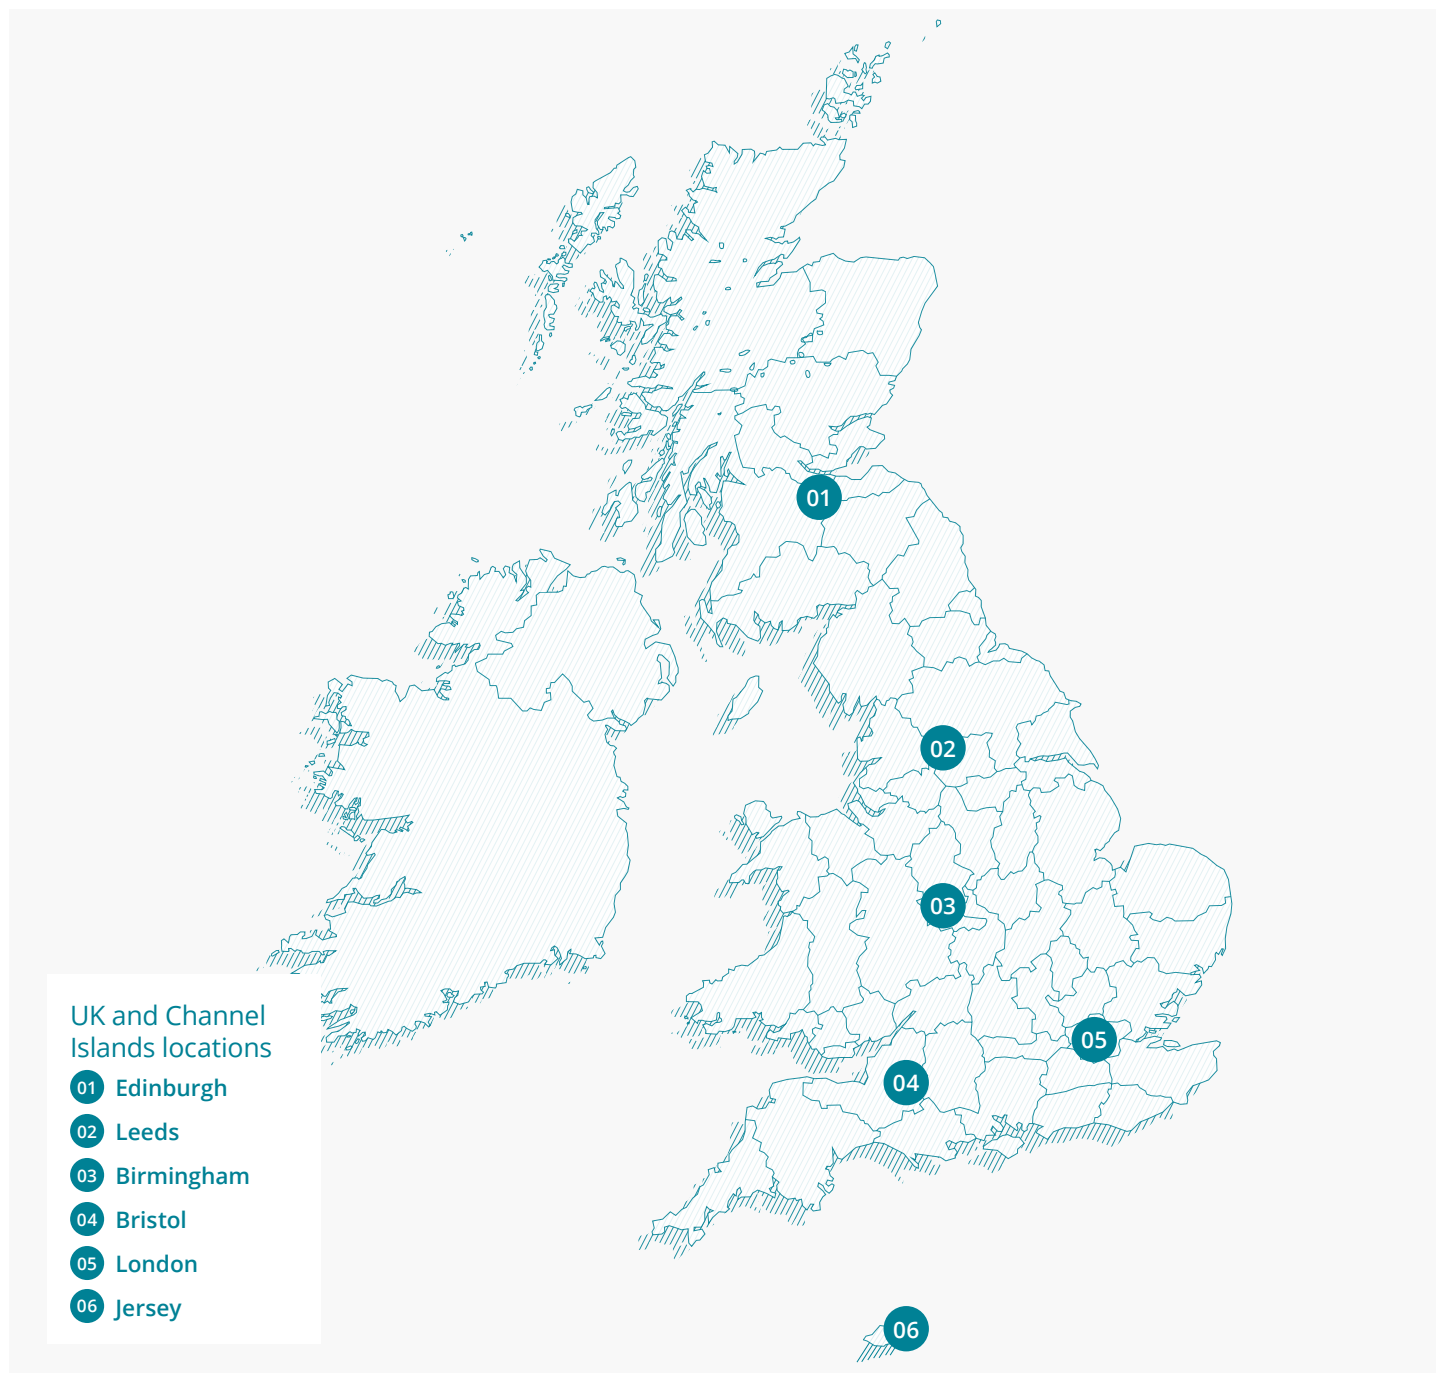 01
02
03
05
04
06
UK and Channel
Islands locations
01 Edinburgh
02 Leeds
03 Birmingham
04 Bristol
05 London
06 Jersey